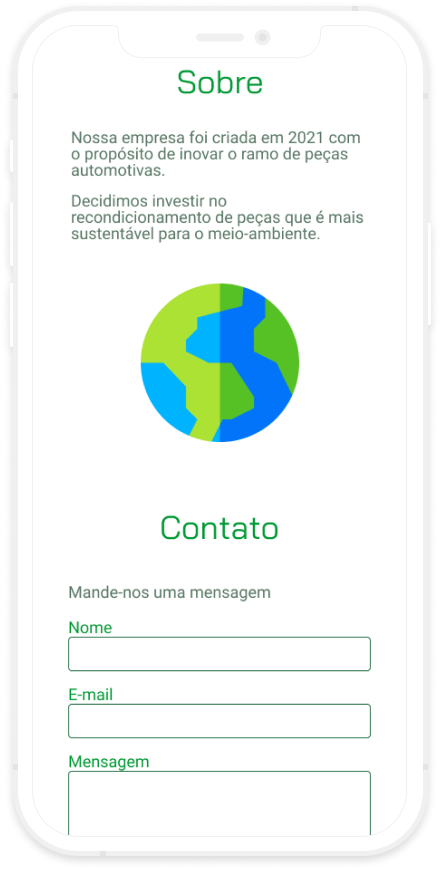 Sobre
Nossa empresa foi criada em 2021 com
o propósito de inovar o ramo de peças
automotivas.
Decidimos investir no
recondicionamento de peças que é mais
sustentável para o meio-ambiente.
Contato
Mande-nos uma mensagem
Nome
E-mail
Mensagem